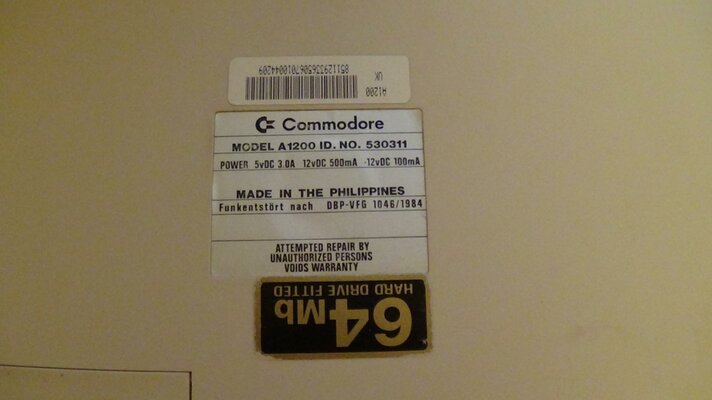 A1200
UK
8511293365067010044209
Commodore
MODEL A1200 ID. NO. 530311
POWER 5vDC 3.0A 12vDC 500mA -12vDC 100mA
MADE IN THE PHILIPPINES
Funkentstört nach DBP-VFG 1046/1984
ATTEMPTED REPAIR BY
UNAUTHORIZED PERSONS
VOIDS WARRANTY
64Mb
HARD DRIVE FITTED